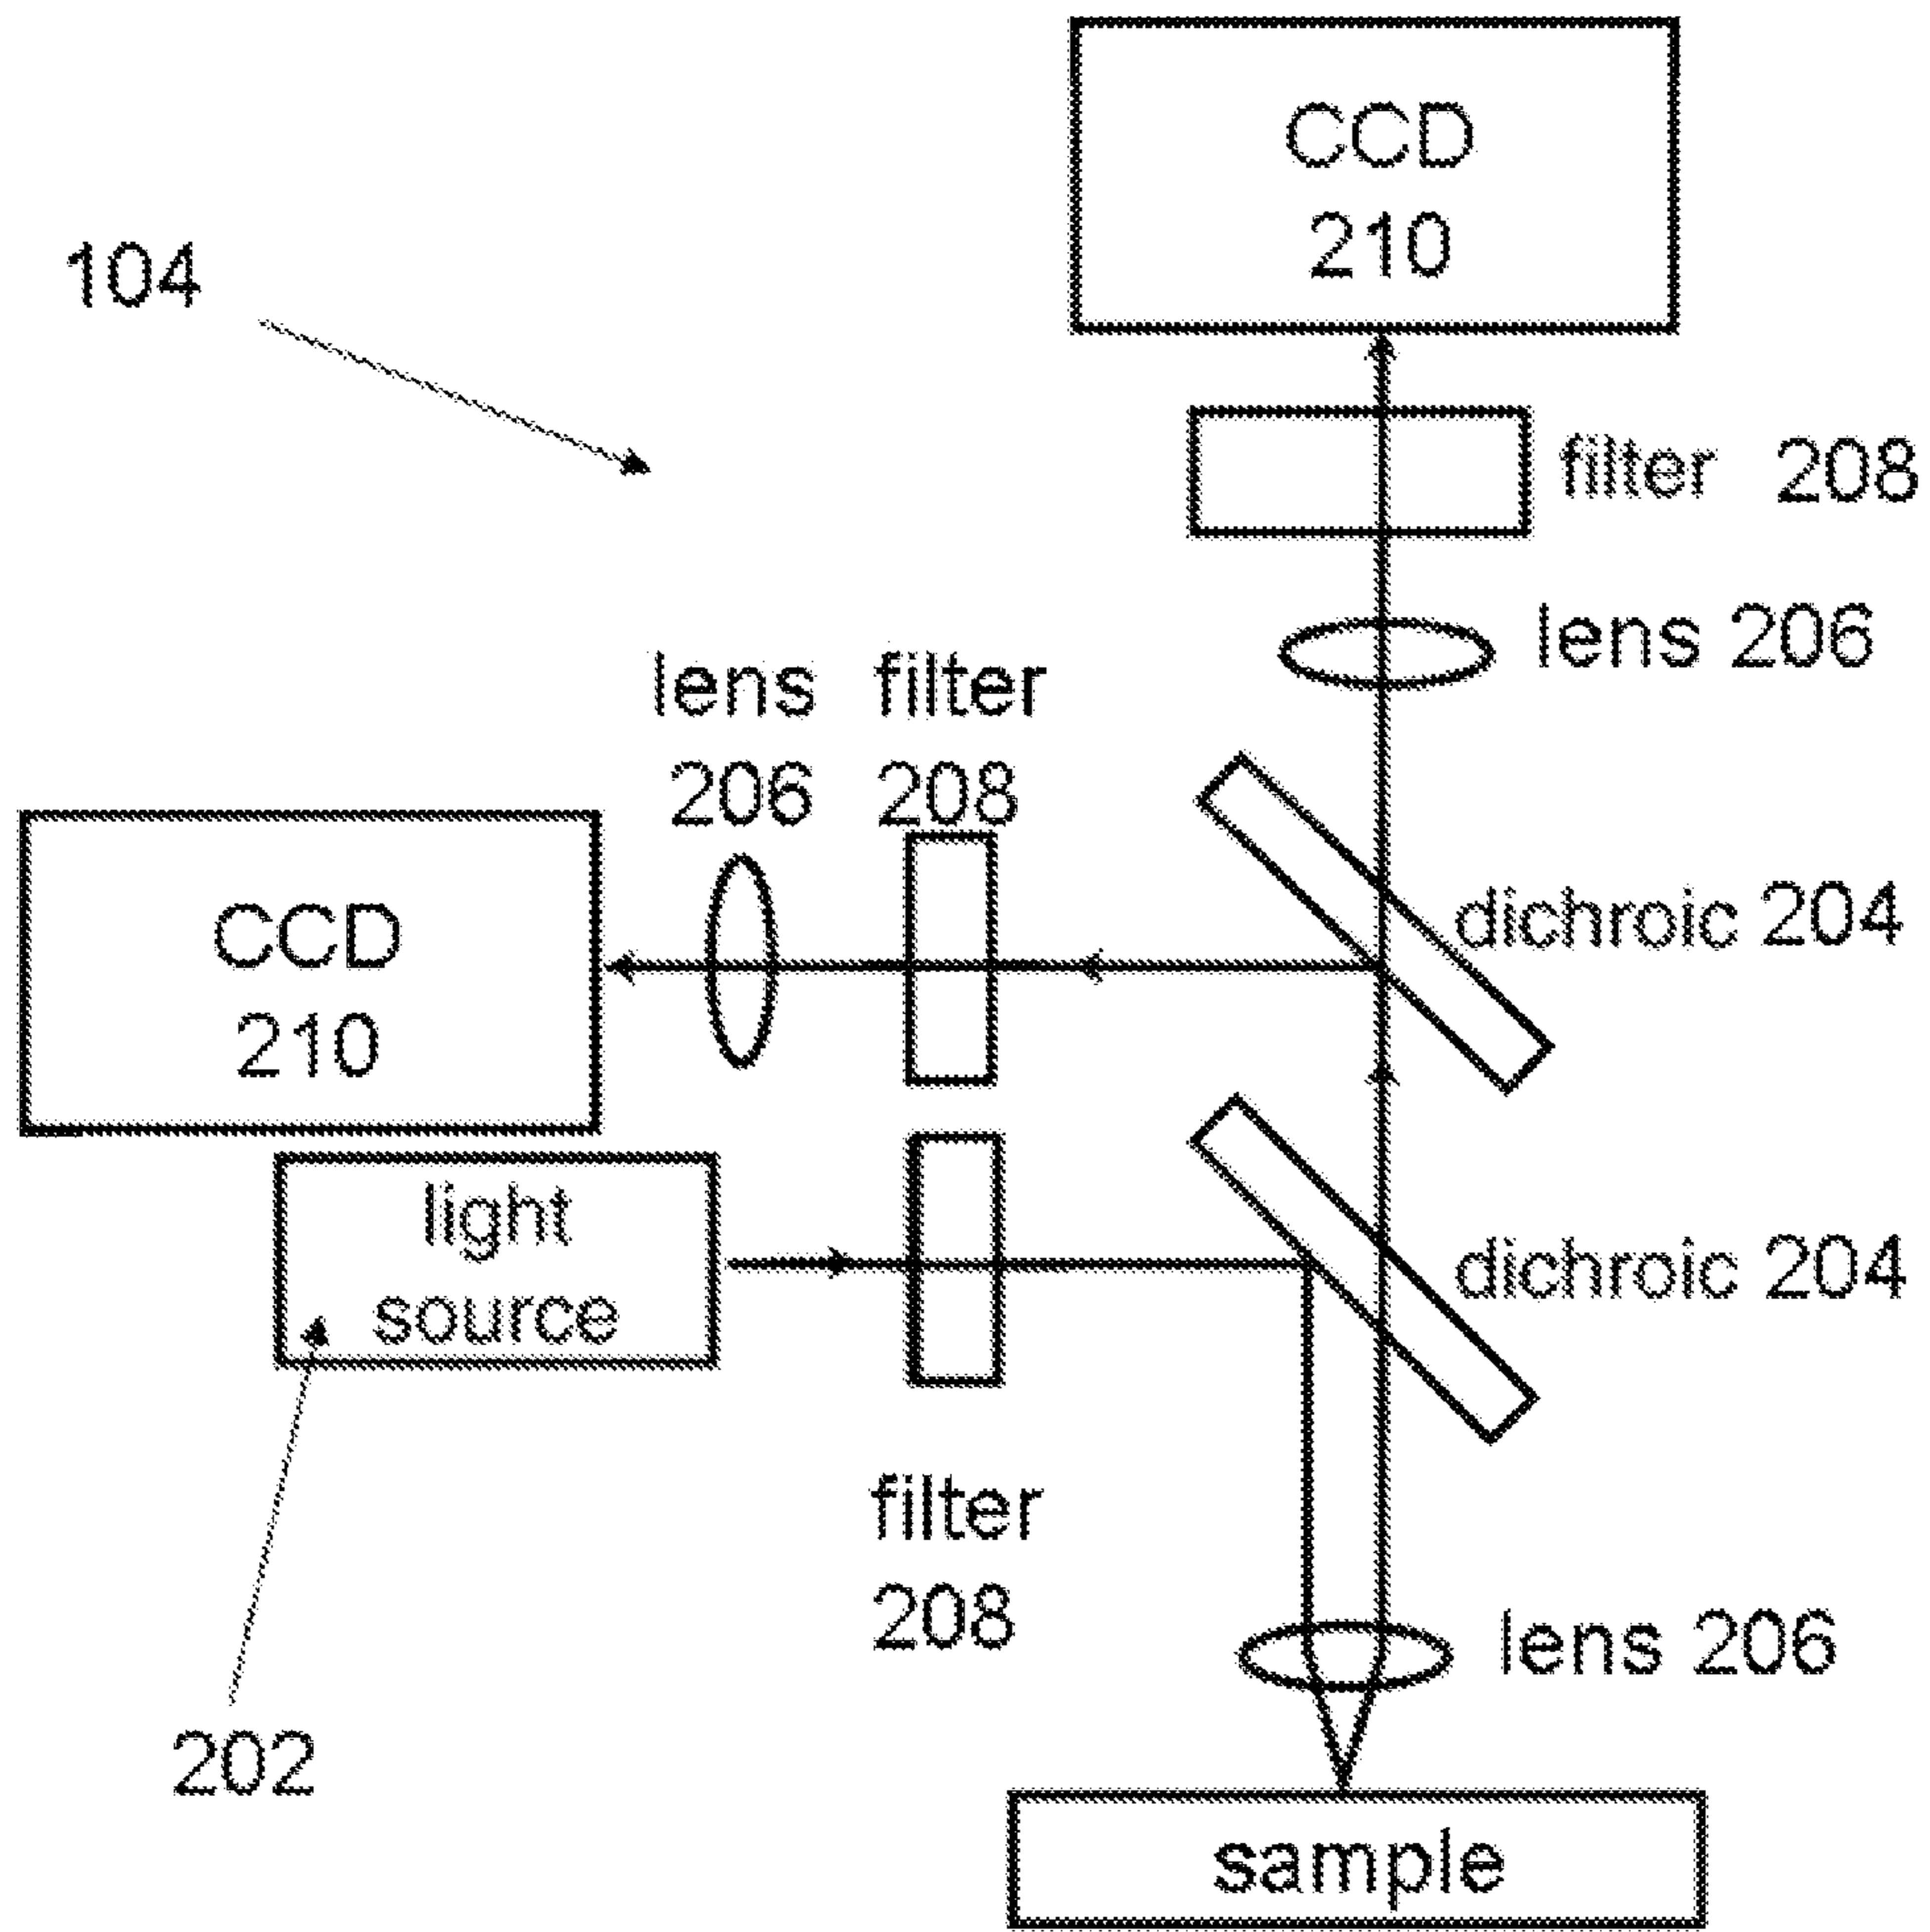 CCD
210
104
filter 208
lens 206
lens filter
206 208
CCD
210
dichroic 204
light
source
dichroic 204
filter
208
lens 206
202
sample